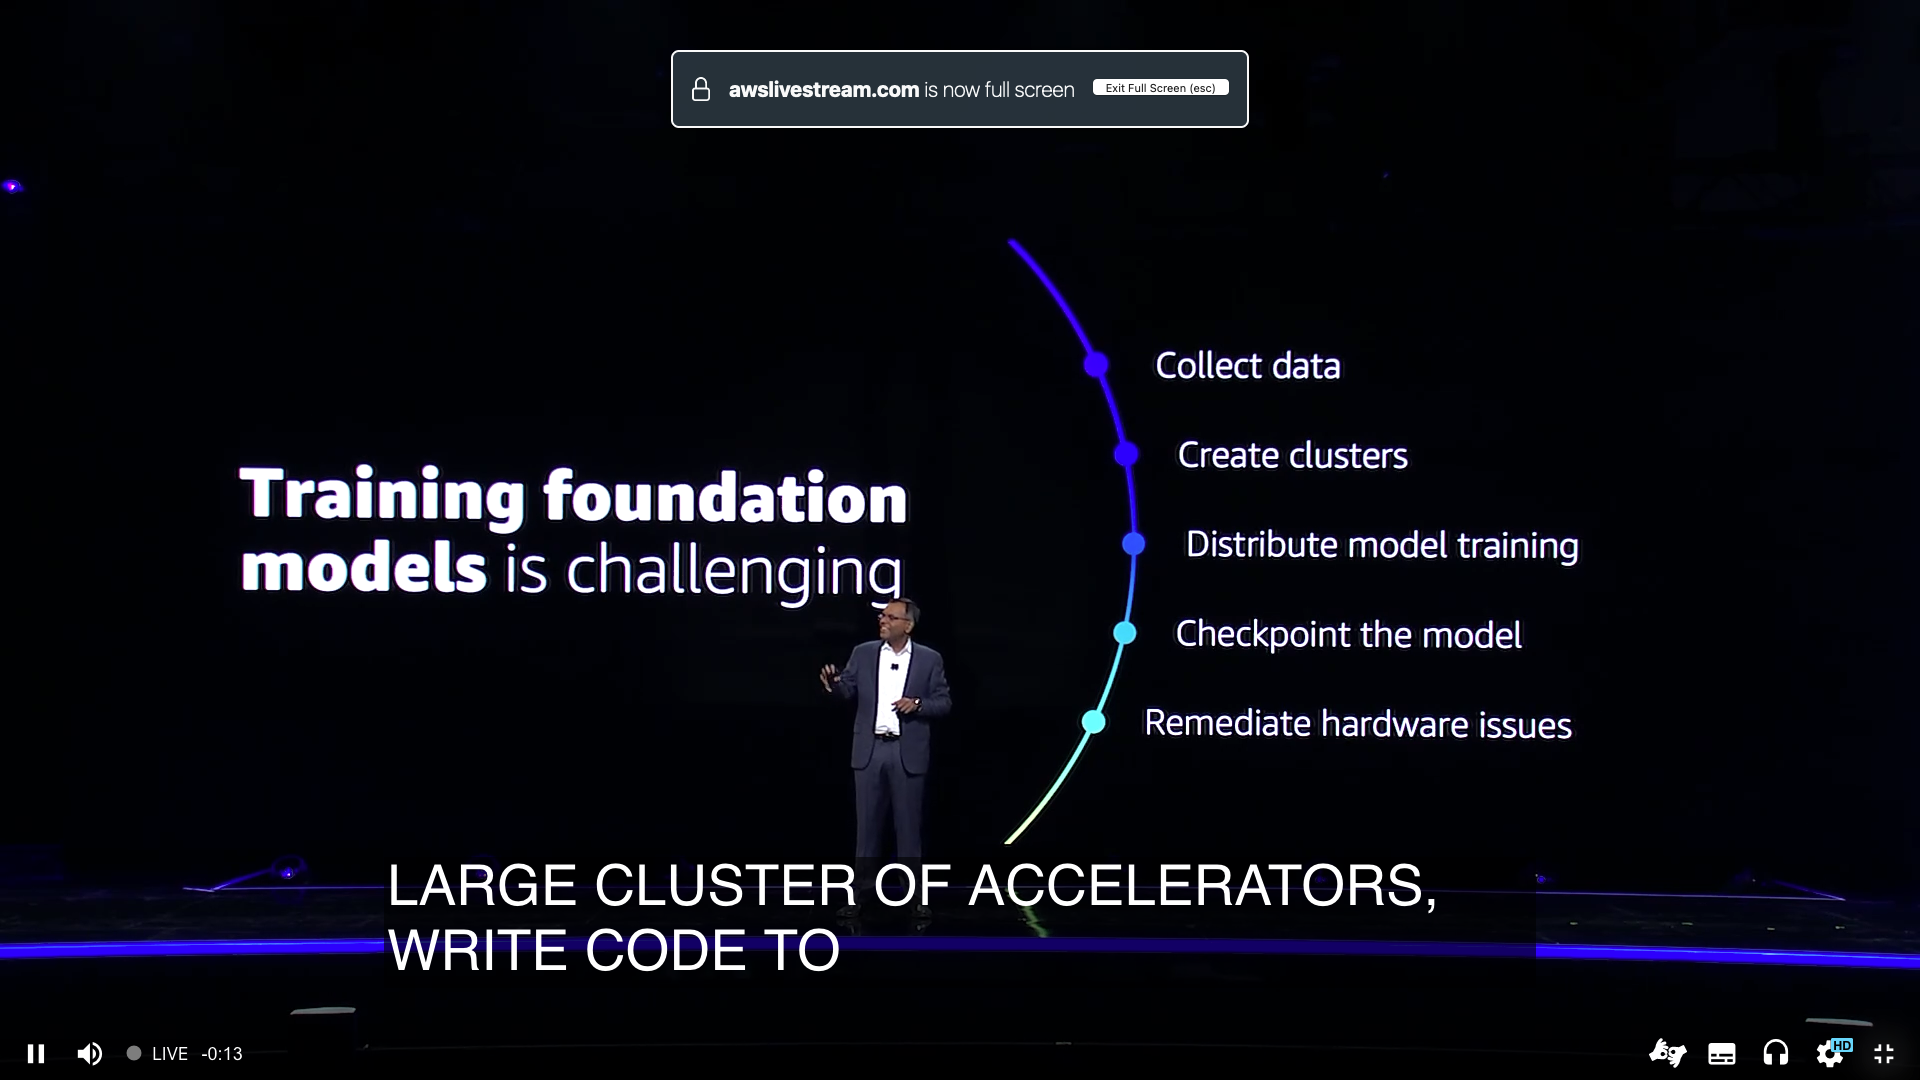 awslivestream.com is now full screen
Exit Full Screen (esc)
Training foundation
models is challenging
Collect data
Create clusters
Distribute model training
Checkpoint the model
Remediate hardware issues
LARGE CLUSTER OF ACCELERATORS,
WRITE CODE TO
LIVE -0:13
HD